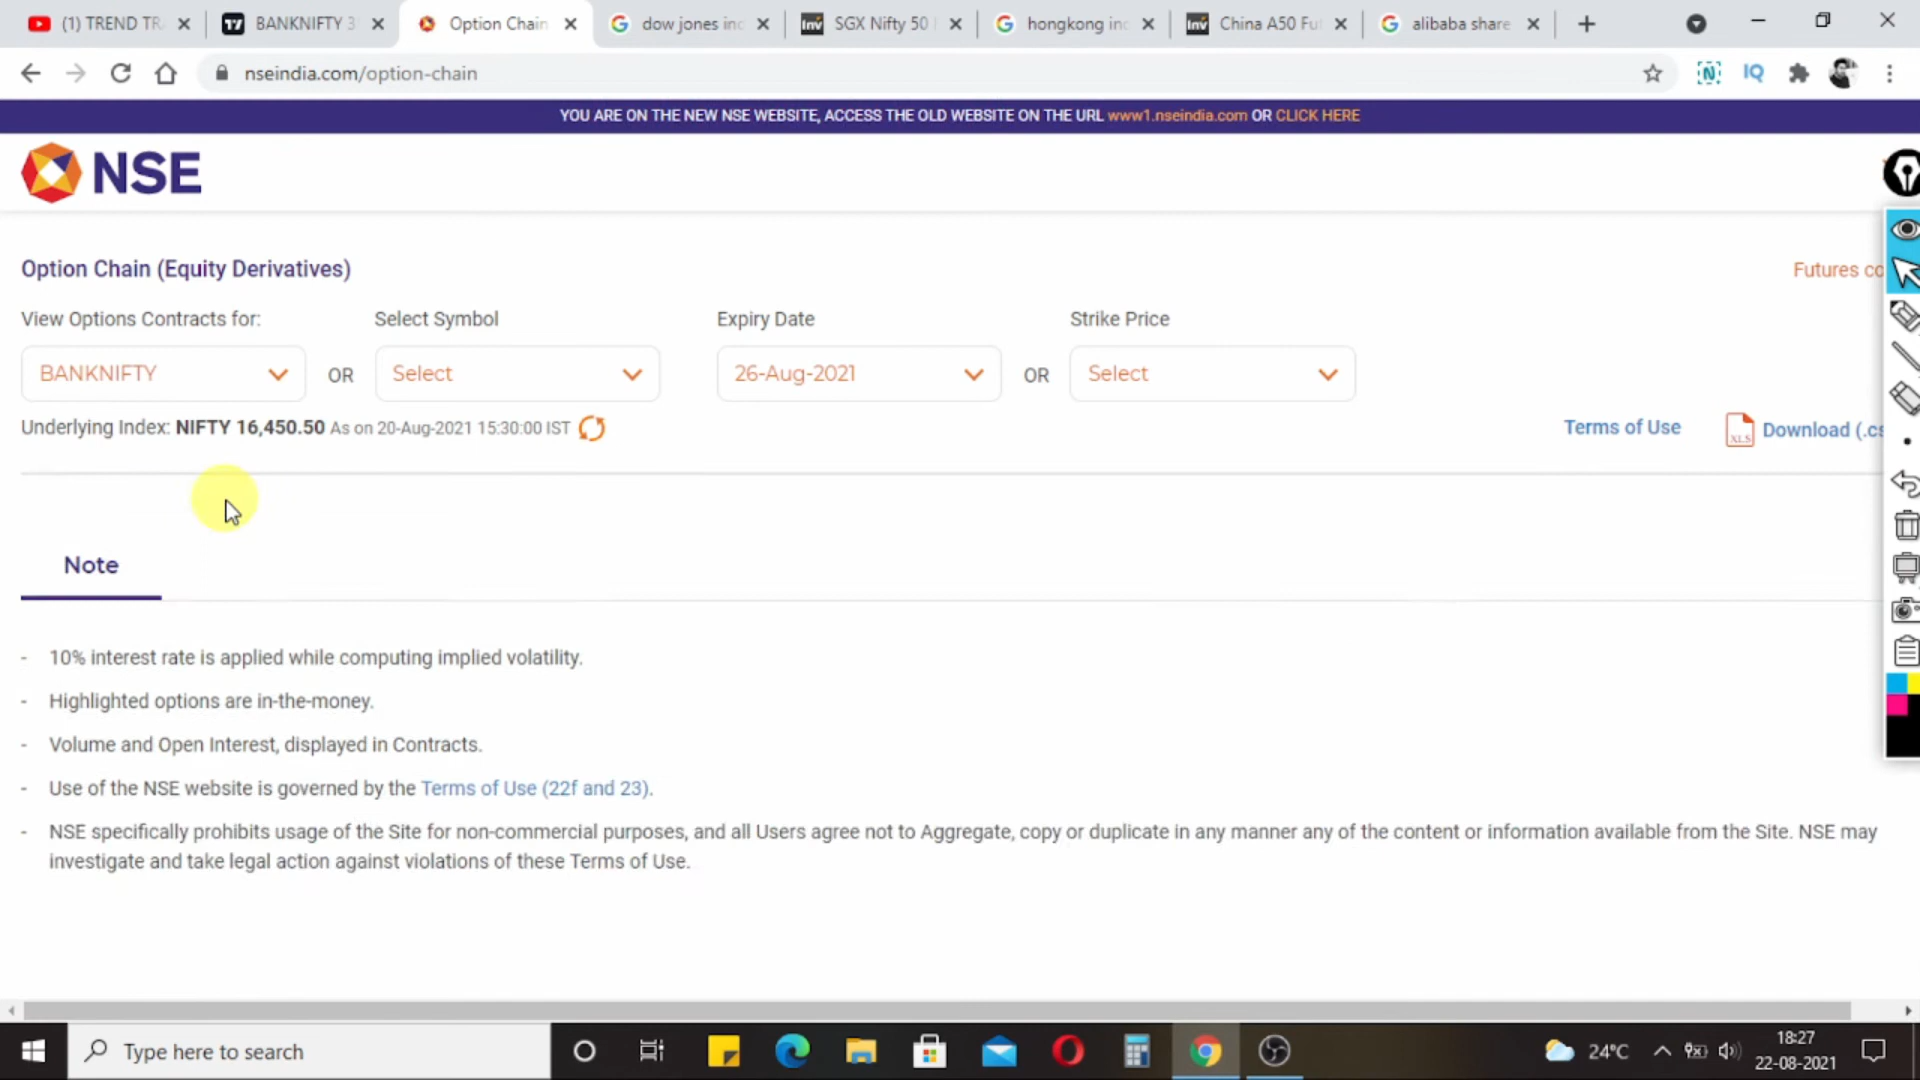 (1) TREND TR
BANKNIFTY 3
Option Chain
dow jones ind
SGX Nifty 50
hongkong inc
China A50 Fut
alibaba share
nseindia.com/option-chain
IQ
YOU ARE ON THE NEW NSE WEBSITE, ACCESS THE OLD WEBSITE ON THE URL www1.nseindia.com OR CLICK HERE
NSE
Option Chain (Equity Derivatives)
Futures co
View Options Contracts for:
Select Symbol
Expiry Date
Strike Price
BANKNIFTY
OR
Select
26-Aug-2021
OR
Select
Underlying Index: NIFTY 16,450.50 As on 20-Aug-2021 15:30:00 IST
Terms of Use
XLS
Download (.cs
Note
- 10% interest rate is applied while computing implied volatility.
- Highlighted options are in-the-money.
- Volume and Open Interest, displayed in Contracts.
- Use of the NSE website is governed by the Terms of Use (22f and 23).
- NSE specifically prohibits usage of the Site for non-commercial purposes, and all Users agree not to Aggregate, copy or duplicate in any manner any of the content or information available from the Site. NSE may
investigate and take legal action against violations of these Terms of Use.
Type here to search
24°C
18:27
22-08-2021